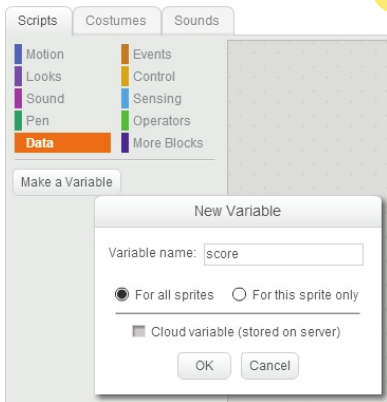 Scripts Costumes Sounds
Motion Events
Looks Control
Sound Sensing
Pen Operators
Data More Blocks
Make a Variable
New Variable
Variable name: score
For all sprites For this sprite only
Cloud variable (stored on server)
OK Cancel